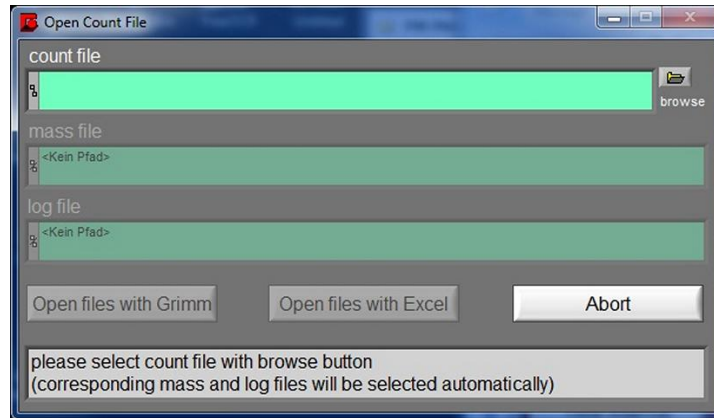 Open Count File
count file
browse
mass file
<Kein Pfad>
log file
<Kein Pfad>
Open files with Grimm
Open files with Excel
Abort
please select count file with browse button
(corresponding mass and log files will be selected automatically)